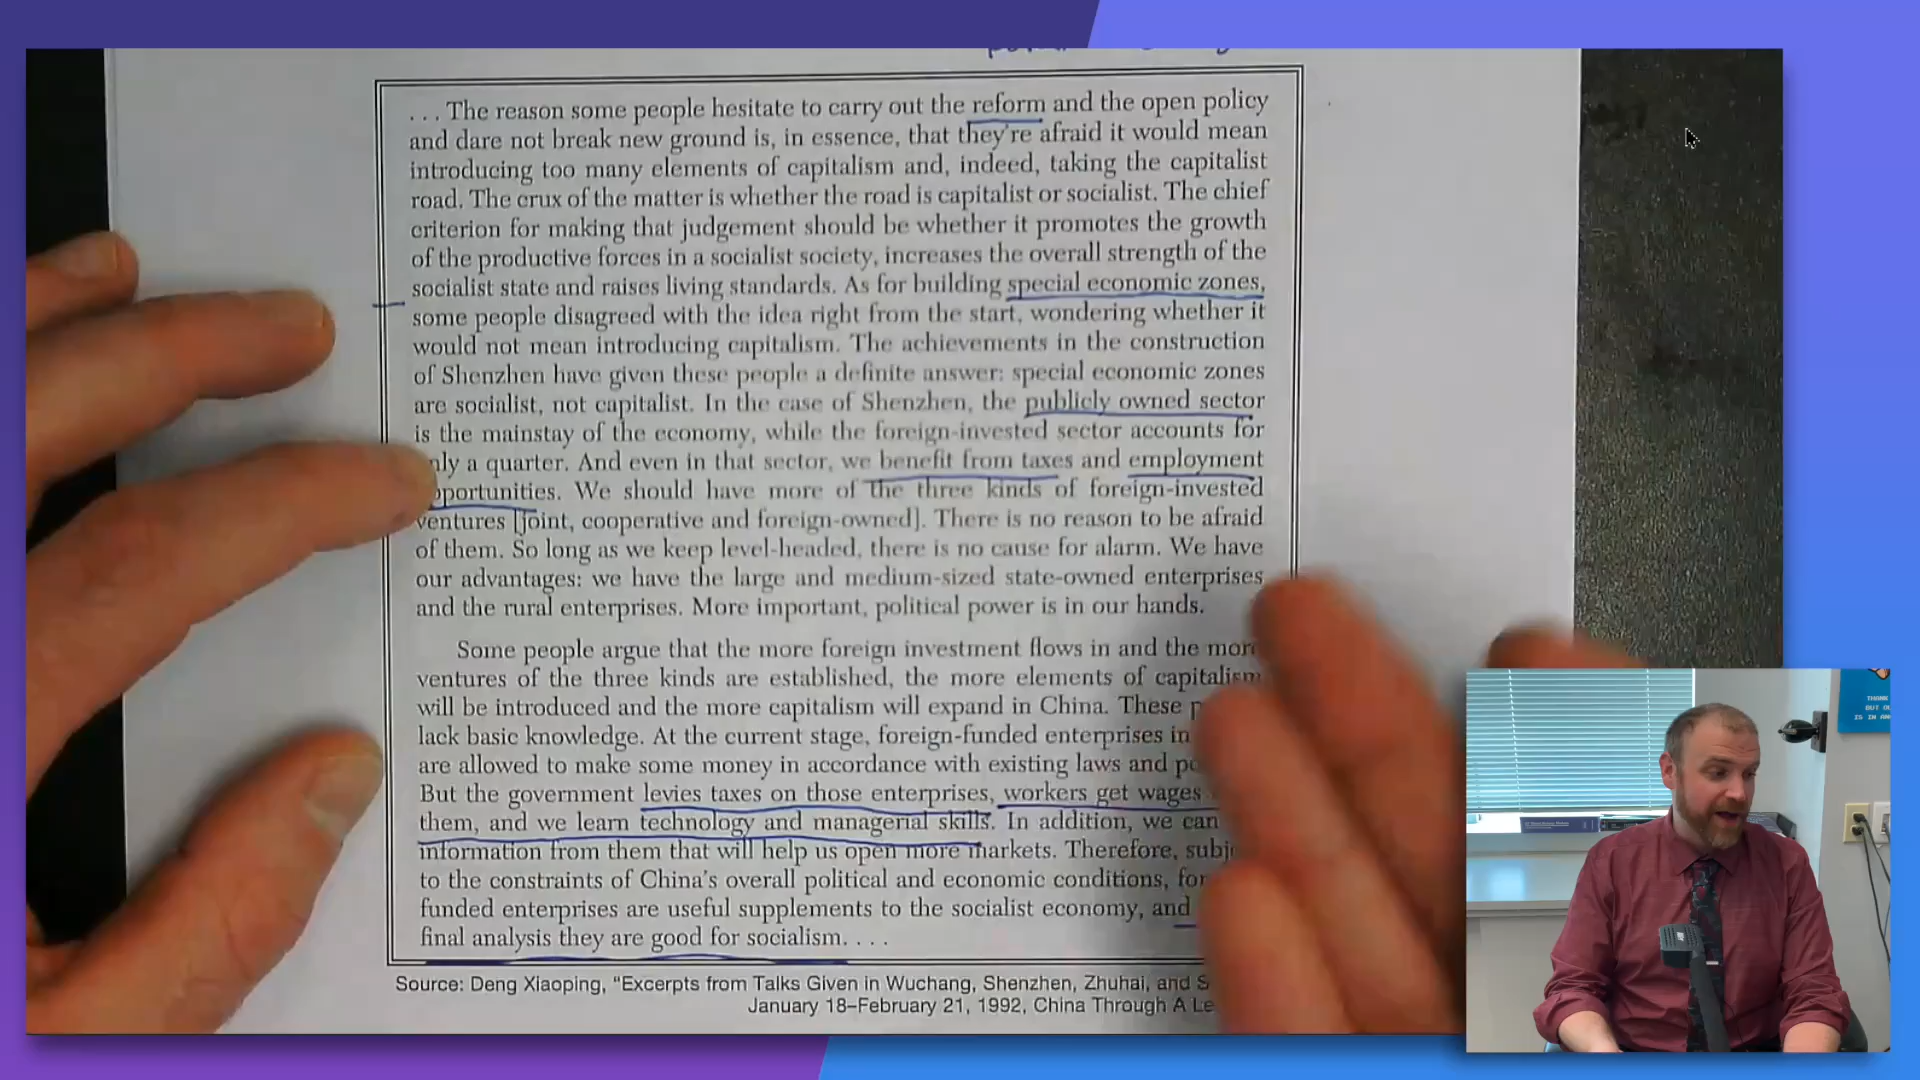 . . . The reason some people hesitate to carry out the reform and the open policy
and dare not break new ground is, in essence, that they're afraid it would mean
introducing too many elements of capitalism and, indeed, taking the capitalist
road. The crux of the matter is whether the road is capitalist or socialist. The chief
criterion for making that judgement should be whether it promotes the growth
of the productive forces in a socialist society, increases the overall strength of the
socialist state and raises living standards. As for building special economic zones,
some people disagreed with the idea right from the start, wondering whether it
would not mean introducing capitalism. The achievements in the construction
of Shenzhen have given these people a definite answer: special economic zones
are socialist, not capitalist. In the case of Shenzhen, the publicly owned sector
is the mainstay of the economy, while the foreign-invested sector accounts for
nly a quarter. And even in that sector, we benefit from taxes and employment
pportunities. We should have more of the three kinds of foreign-invested
ventures [joint, cooperative and foreign-owned]. There is no reason to be afraid
of them. So long as we keep level-headed, there is no cause for alarm. We have
our advantages: we have the large and medium-sized state-owned enterprises
and the rural enterprises. More important, political power is in our hands.
Some people argue that the more foreign investment flows in and the more
ventures of the three kinds are established, the more elements of capitalism
will be introduced and the more capitalism will expand in China. These p
lack basic knowledge. At the current stage, foreign-funded enterprises in
are allowed to make some money in accordance with existing laws and po
But the government levies taxes on those enterprises, workers get wages
them, and we learn technology and managerial skills. In addition, we can
information from them that will help us open more markets. Therefore, subj
to the constraints of China's overall political and economic conditions, for
funded enterprises are useful supplements to the socialist economy, and
final analysis they are good for socialism. . . .
Source: Deng Xiaoping, "Excerpts from Talks Given in Wuchang, Shenzhen, Zhuhai, and S
January 18–February 21, 1992, China Through A Le
THANK
BUT OU
IS IN AN